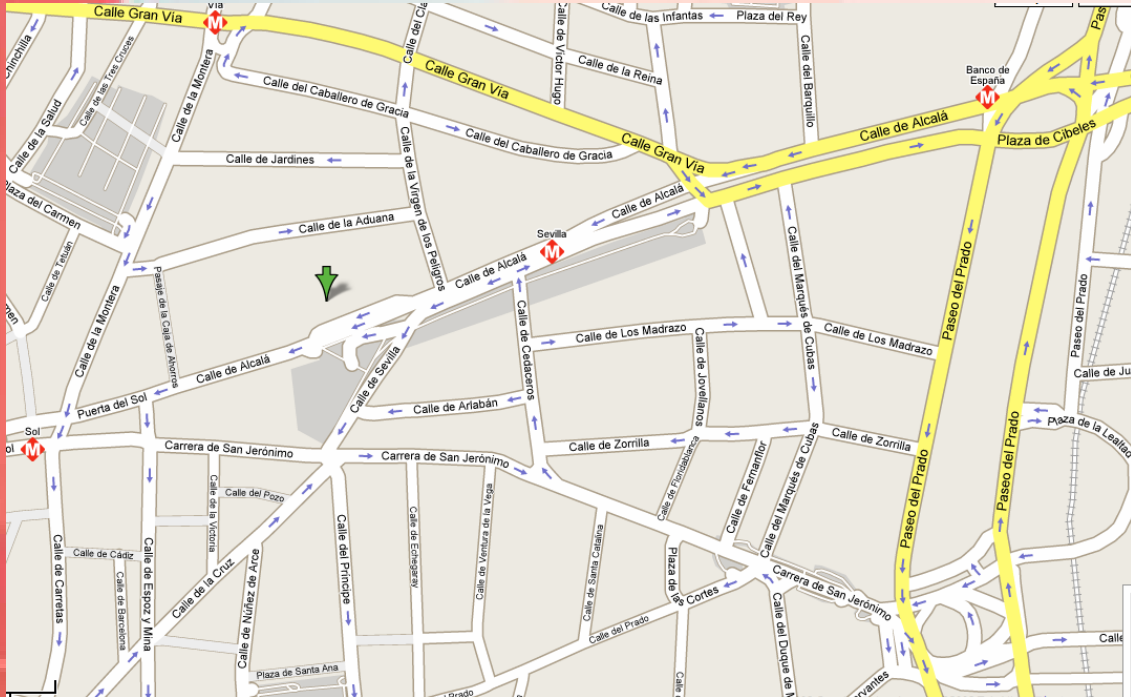 Vía
Calle Gran Vía
Calle de las Infantas
Plaza del Rey
Calle de la Reina
Calle de Víctor Hugo
Calle del Barquillo
Banco de
España
Chinchilla
Calle de las Tres Cruces
Calle de la Salud
Calle de la Montera
Calle del Caballero de Gracia
Calle Gran Vía
Calle del Caballero de Gracia
Calle Gran Vía
Calle de Alcalá
Plaza de Cibeles
Calle de Jardines
Calle de la Virgen de los Peligros
Plaza del Carmen
Calle de Tetuán
Calle de la Aduana
Calle de Alcalá
Sevilla
Calle de Alcalá
Calle del Marqués de Cubas
Paseo del Prado
Paseo del Prado
Calle de la Montera
Pasaje de la Caja de Ahorros
Calle de Alcalá
Calle de Sevilla
Calle de Cedaceros
Calle de Los Madrazo
Calle de Los Madrazo
Calle de Jovellanos
Puerta del Sol
Calle de Arlabán
Sol
Carrera de San Jerónimo
Carrera de San Jerónimo
Calle de Zorrilla
Calle de Zorrilla
Calle de Floridablanca
Calle de Fernanflor
Calle del Marqués de Cubas
Paseo del Prado
Paseo del Prado
Calle del Pozo
Calle de la Victoria
Calle de Cádiz
Calle de Carretas
Calle de Barcelona
Calle de Espoz y Mina
Calle de la Cruz
Calle de Núñez de Arce
Calle del Príncipe
Calle de Echegaray
Calle de Ventura de la Vega
Calle de Santa Catalina
Plaza de las Cortes
Carrera de San Jerónimo
Calle del Prado
Plaza de Santa Ana
Prado
Calle del Duque de